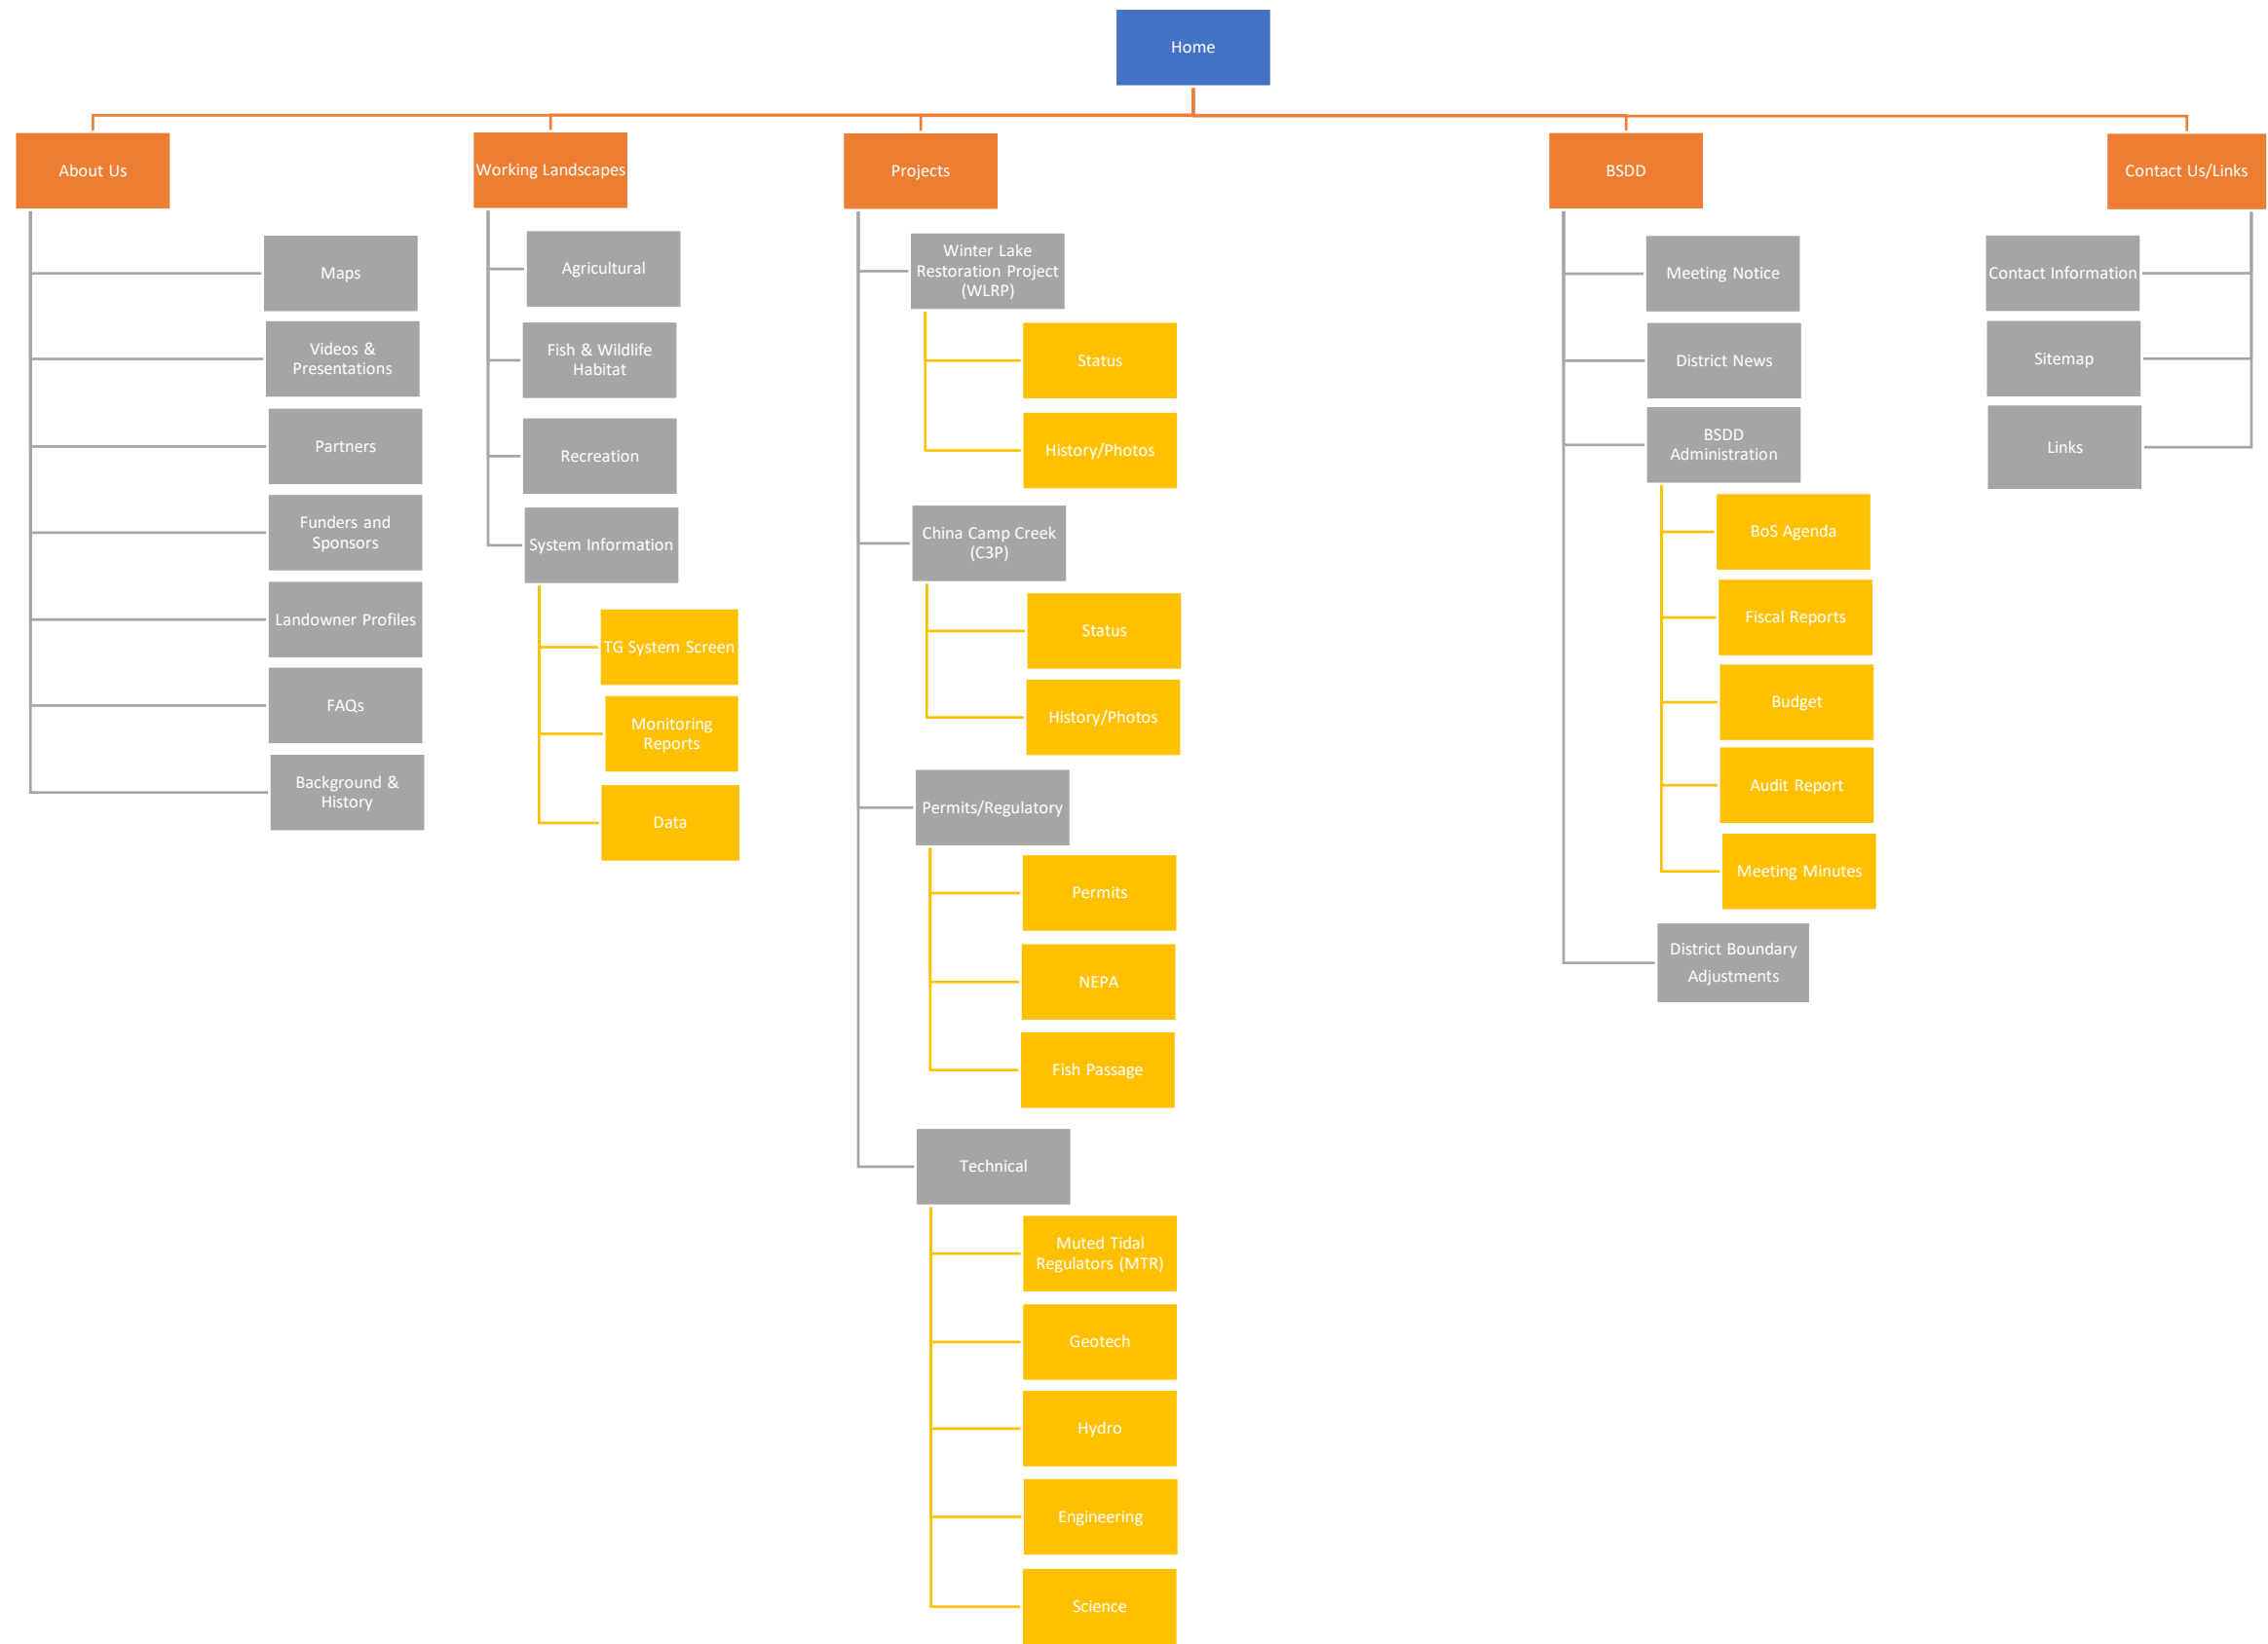 Home
About Us
Maps
Videos &
Presentations
Partners
Funders and
Sponsors
Landowner Profiles
FAQs
Background &
History
Working Landscapes
Agricultural
Fish & Wildlife
Habitat
Recreation
System Information
TG System Screen
Monitoring
Reports
Data
Projects
Winter Lake
Restoration Project
(WLRP)
Status
History/Photos
China Camp Creek
(C3P)
Status
History/Photos
Permits/Regulatory
Permits
NEPA
Fish Passage
Technical
Muted Tidal
Regulators (MTR)
Geotech
Hydro
Engineering
Science
BSDD
Meeting Notice
District News
BSDD
Administration
BoS Agenda
Fiscal Reports
Budget
Audit Report
Meeting Minutes
District Boundary
Adjustments
Contact Us/Links
Contact Information
Sitemap
Links